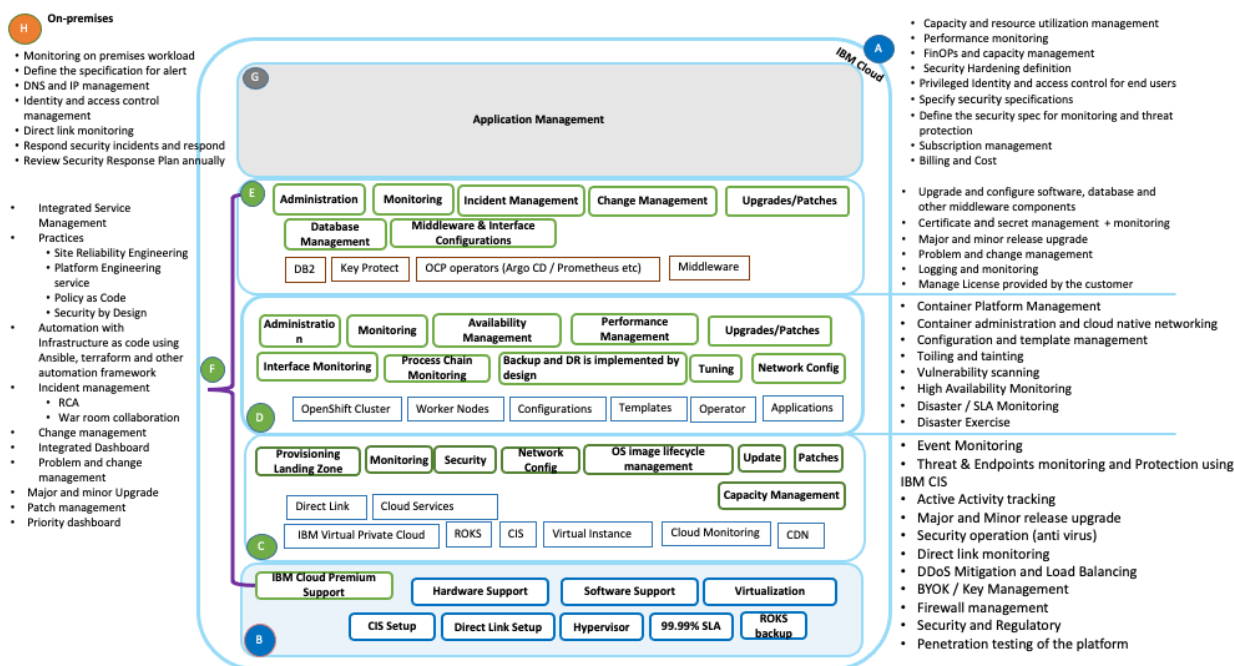 H
On-premises
• Monitoring on premises workload
• Define the specification for alert
• DNS and IP management
• Identity and access control
management
• Direct link monitoring
• Respond security incidents and respond
• Review Security Response Plan annually
• Integrated Service
Management
• Practices
• Site Reliability Engineering
• Platform Engineering
service
• Policy as Code
• Security by Design
• Automation with
Infrastructure as code using
Ansible, terraform and other
automation framework
• Incident management
• RCA
• War room collaboration
• Change management
• Integrated Dashboard
• Problem and change
management
• Major and minor Upgrade
• Patch management
• Priority dashboard
F
IBM Cloud
A
G
Application Management
E
Administration
Monitoring
Incident Management
Change Management
Upgrades/Patches
Database
Management
Middleware & Interface
Configurations
DB2
Key Protect
OCP operators (Argo CD / Prometheus etc)
Middleware
Administratio
n
Monitoring
Availability
Management
Performance
Management
Upgrades/Patches
Interface Monitoring
Process Chain
Monitoring
Backup and DR is implemented by
design
Tuning
Network Config
OpenShift Cluster
Worker Nodes
Configurations
Templates
Operator
Applications
D
Provisioning
Landing Zone
Monitoring
Security
Network
Config
OS image lifecycle
management
Update
Patches
Capacity Management
Direct Link
Cloud Services
IBM Virtual Private Cloud
ROKS
CIS
Virtual Instance
Cloud Monitoring
CDN
C
IBM Cloud Premium
Support
Hardware Support
Software Support
Virtualization
CIS Setup
Direct Link Setup
Hypervisor
99.99% SLA
ROKS
backup
B
• Capacity and resource utilization management
• Performance monitoring
• FinOPs and capacity management
• Security Hardening definition
• Privileged Identity and access control for end users
• Specify security specifications
• Define the security spec for monitoring and threat
protection
• Subscription management
• Billing and Cost
• Upgrade and configure software, database and
other middleware components
• Certificate and secret management + monitoring
• Major and minor release upgrade
• Problem and change management
• Logging and monitoring
• Manage License provided by the customer
• Container Platform Management
• Container administration and cloud native networking
• Configuration and template management
• Toiling and tainting
• Vulnerability scanning
• High Availability Monitoring
• Disaster / SLA Monitoring
• Disaster Exercise
• Event Monitoring
• Threat & Endpoints monitoring and Protection using
IBM CIS
• Active Activity tracking
• Major and Minor release upgrade
• Security operation (anti virus)
• Direct link monitoring
• DDoS Mitigation and Load Balancing
• BYOK / Key Management
• Firewall management
• Security and Regulatory
• Penetration testing of the platform